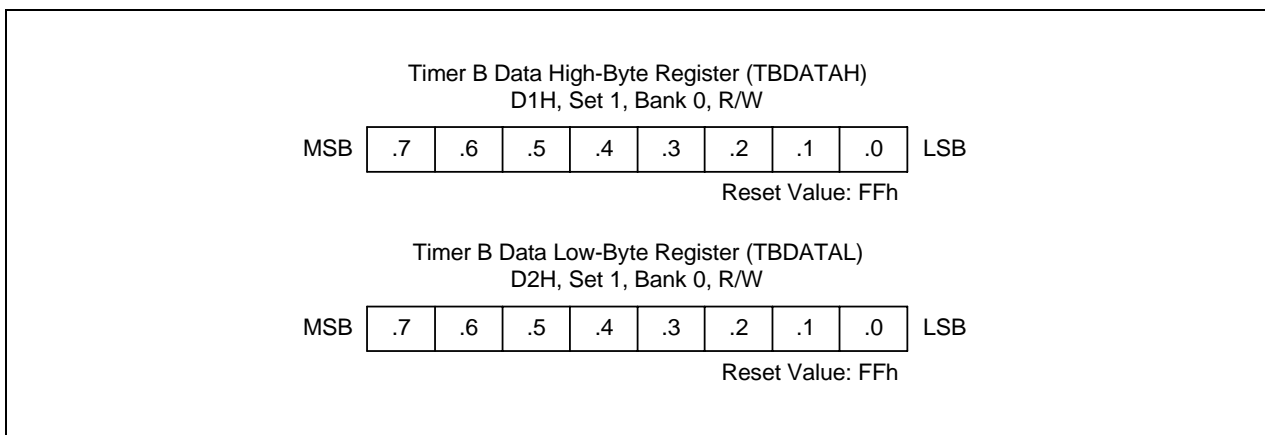 Timer B Data High-Byte Register (TBDATAH)
D1H, Set 1, Bank 0, R/W
MSB .7 .6 .5 .4 .3 .2 .1 .0 LSB
Reset Value: FFh
Timer B Data Low-Byte Register (TBDATAL)
D2H, Set 1, Bank 0, R/W
MSB .7 .6 .5 .4 .3 .2 .1 .0 LSB
Reset Value: FFh